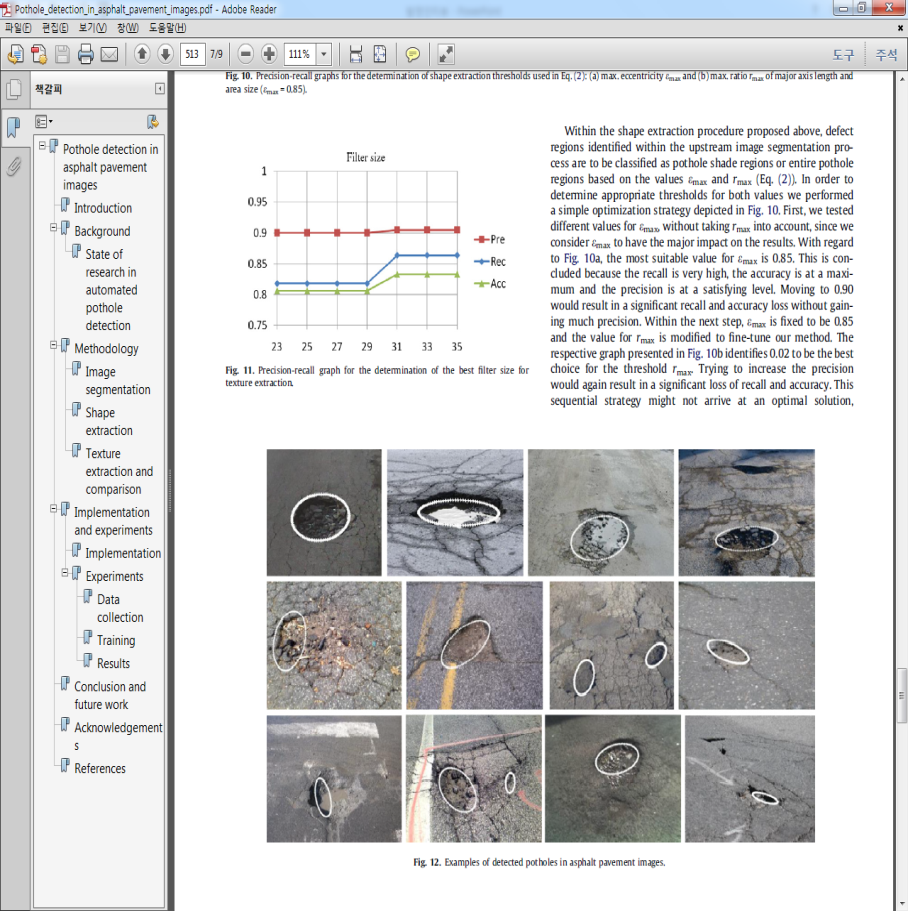 Pothole_detection_in_asphalt_pavement_images.pdf - Adobe Reader
파일(F) 편집(E) 보기(V) 창(W) 도움말(H)
513 7/9 111% 도구 주석
책갈피
Pothole detection in
asphalt pavement
images
Introduction
Background
State of
research in
automated
pothole
detection
Methodology
Image
segmentation
Shape
extraction
Texture
extraction and
comparison
Implementation
and experiments
Implementation
Experiments
Data
collection
Training
Results
Conclusion and
future work
Acknowledgement
s
References
Fig. 10. Precision-recall graphs for the determination of shape extraction thresholds used in Eq. (2): (a) max. eccentricity εmax and (b) max. ratio rmax of major axis length and
area size (εmax = 0.85).
Filter size
1
0.95
0.9
0.85
0.8
0.75
23 25 27 29 31 33 35
Pre
Rec
Acc
Fig. 11. Precision-recall graph for the determination of the best filter size for
texture extraction.
Within the shape extraction procedure proposed above, defect
regions identified within the upstream image segmentation pro-
cess are to be classified as pothole shade regions or entire pothole
regions based on the values εmax and rmax (Eq. (2)). In order to
determine appropriate thresholds for both values we performed
a simple optimization strategy depicted in Fig. 10. First, we tested
different values for εmax, without taking rmax into account, since we
consider εmax to have the major impact on the results. With regard
to Fig. 10a, the most suitable value for εmax is 0.85. This is con-
cluded because the recall is very high, the accuracy is at a maxi-
mum and the precision is at a satisfying level. Moving to 0.90
would result in a significant recall and accuracy loss without gain-
ing much precision. Within the next step, εmax is fixed to be 0.85
and the value for rmax is modified to fine-tune our method. The
respective graph presented in Fig. 10b identifies 0.02 to be the best
choice for the threshold rmax. Trying to increase the precision
would again result in a significant loss of recall and accuracy. This
sequential strategy might not arrive at an optimal solution,
Fig. 12. Examples of detected potholes in asphalt pavement images.